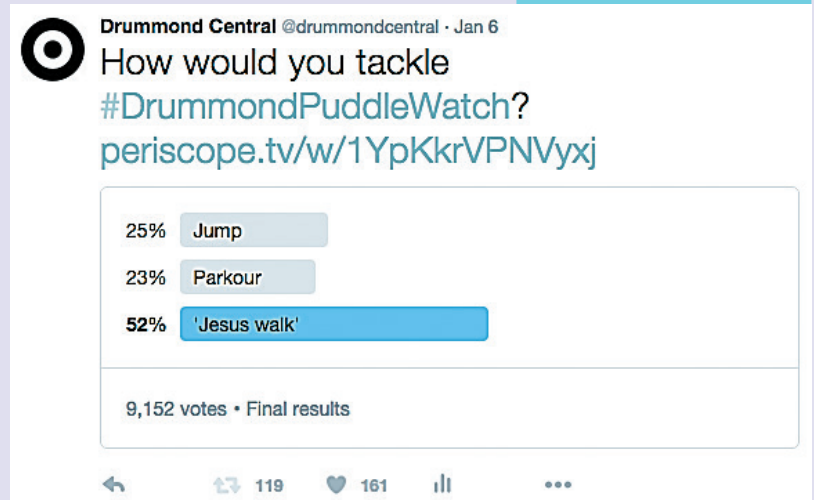 Drummond Central @drummondcentral · Jan 6
How would you tackle
#DrummondPuddleWatch?
periscope.tv/w/1YpKkrVPNVyxj
25% Jump
23% Parkour
52% 'Jesus walk'
9,152 votes • Final results
119 161